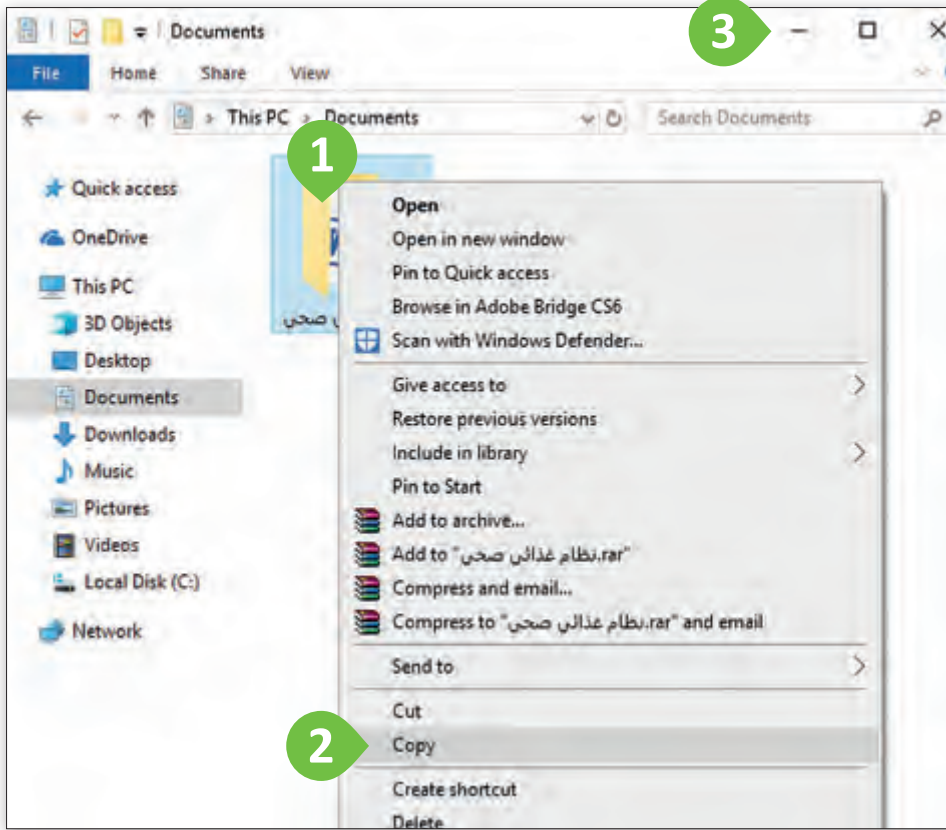 Documents
3
File Home Share View
This PC > Documents
Search Documents
1
Quick access
OneDrive
This PC
3D Objects
Desktop
Documents
Downloads
Music
Pictures
Videos
Local Disk (C:)
Network
صحي
Open
Open in new window
Pin to Quick access
Browse in Adobe Bridge CS6
Scan with Windows Defender...
Give access to
Restore previous versions
Include in library
Pin to Start
Add to archive...
Add to "نظام غذائي صحي.rar"
Compress and email...
Compress to "نظام غذائي صحي.rar" and email
Send to
Cut
2
Copy
Create shortcut
Delete